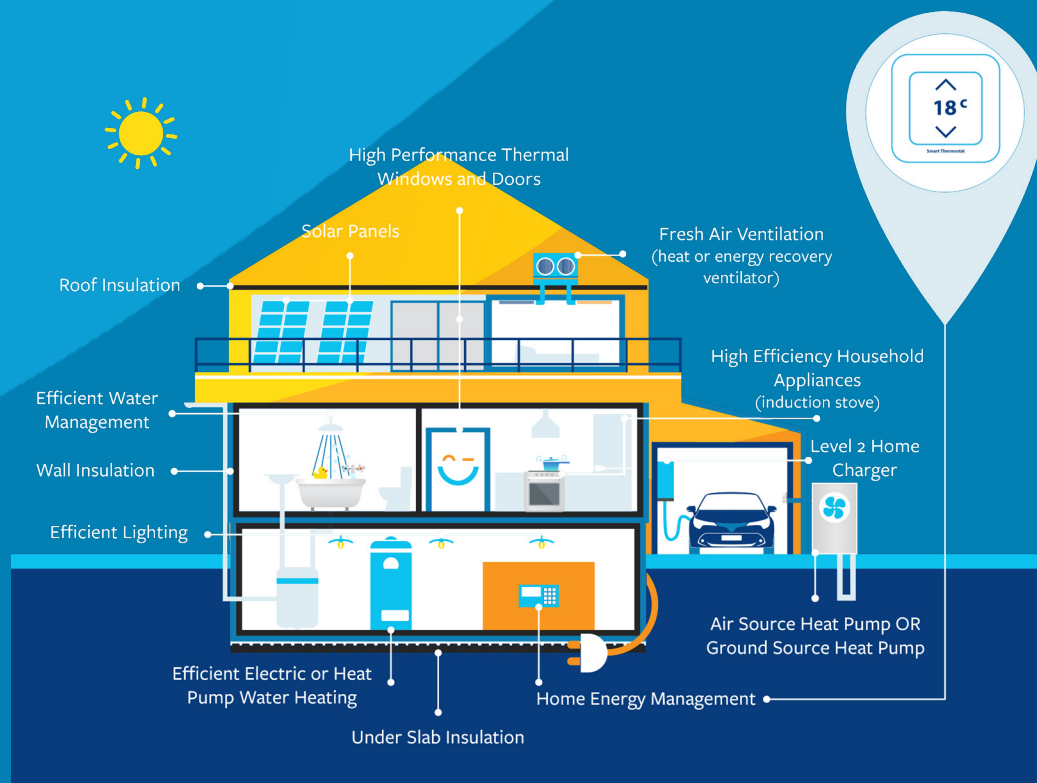 18 c
Smart Thermostat
High Performance Thermal
Windows and Doors
Solar Panels
Fresh Air Ventilation
(heat or energy recovery
ventilator)
Roof Insulation
High Efficiency Household
Appliances
(induction stove)
Efficient Water
Management
Level 2 Home
Charger
Wall Insulation
Efficient Lighting
Air Source Heat Pump OR
Ground Source Heat Pump
Efficient Electric or Heat
Pump Water Heating
Home Energy Management
Under Slab Insulation